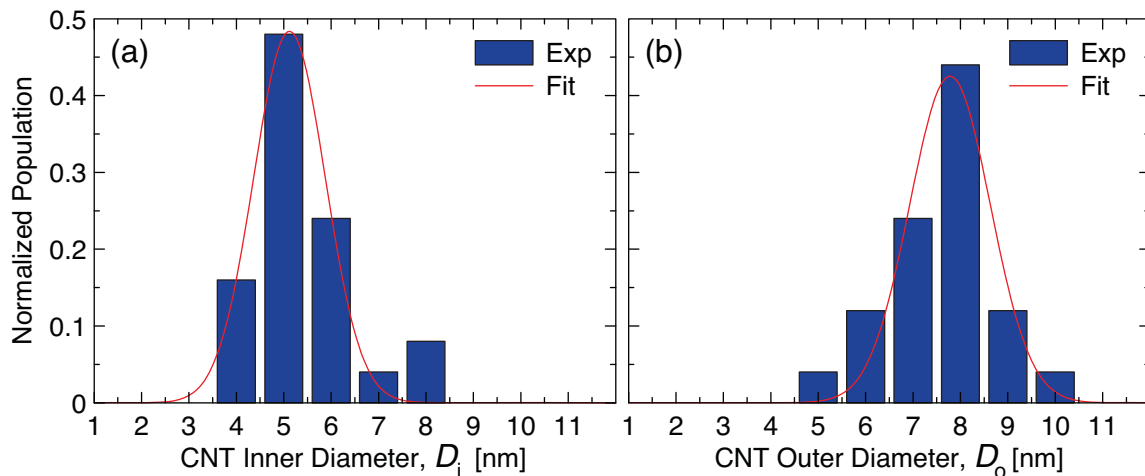 (a)
Exp
Fit
0.5
0.4
0.3
0.2
0.1
0
Normalized Population
1 2 3 4 5 6 7 8 9 10 11
CNT Inner Diameter, Di [nm]
(b)
Exp
Fit
1 2 3 4 5 6 7 8 9 10 11
CNT Outer Diameter, Do [nm]